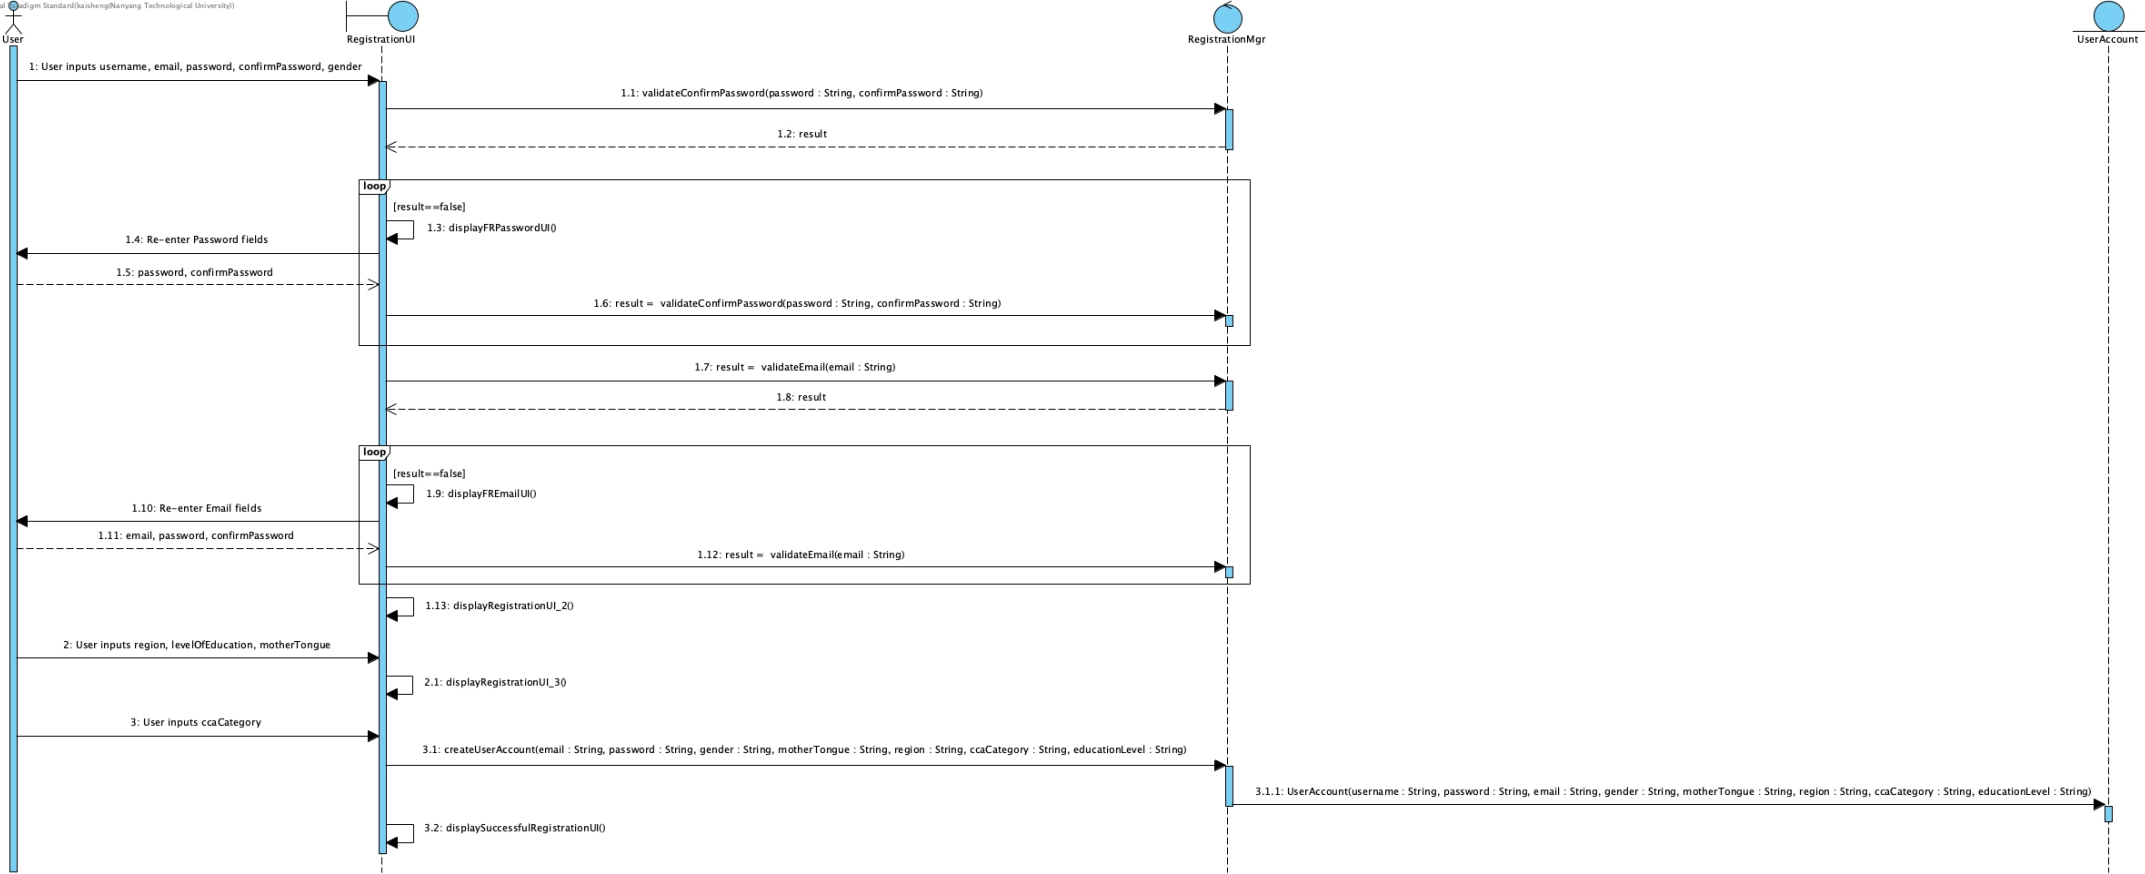 al Paradigm Standard(kaisheng(Nanyang Technological University))
User
RegistrationUI
RegistrationMgr
UserAccount
1: User inputs username, email, password, confirmPassword, gender
1.1: validateConfirmPassword(password : String, confirmPassword : String)
1.2: result
loop
[result==false]
1.3: displayFRPasswordUI()
1.4: Re-enter Password fields
1.5: password, confirmPassword
1.6: result =  validateConfirmPassword(password : String, confirmPassword : String)
1.7: result =  validateEmail(email : String)
1.8: result
loop
[result==false]
1.9: displayFREmailUI()
1.10: Re-enter Email fields
1.11: email, password, confirmPassword
1.12: result =  validateEmail(email : String)
1.13: displayRegistrationUI_2()
2: User inputs region, levelOfEducation, motherTongue
2.1: displayRegistrationUI_3()
3: User inputs ccaCategory
3.1: createUserAccount(email : String, password : String, gender : String, motherTongue : String, region : String, ccaCategory : String, educationLevel : String)
3.1.1: UserAccount(username : String, password : String, email : String, gender : String, motherTongue : String, region : String, ccaCategory : String, educationLevel : String)
3.2: displaySuccessfulRegistrationUI()